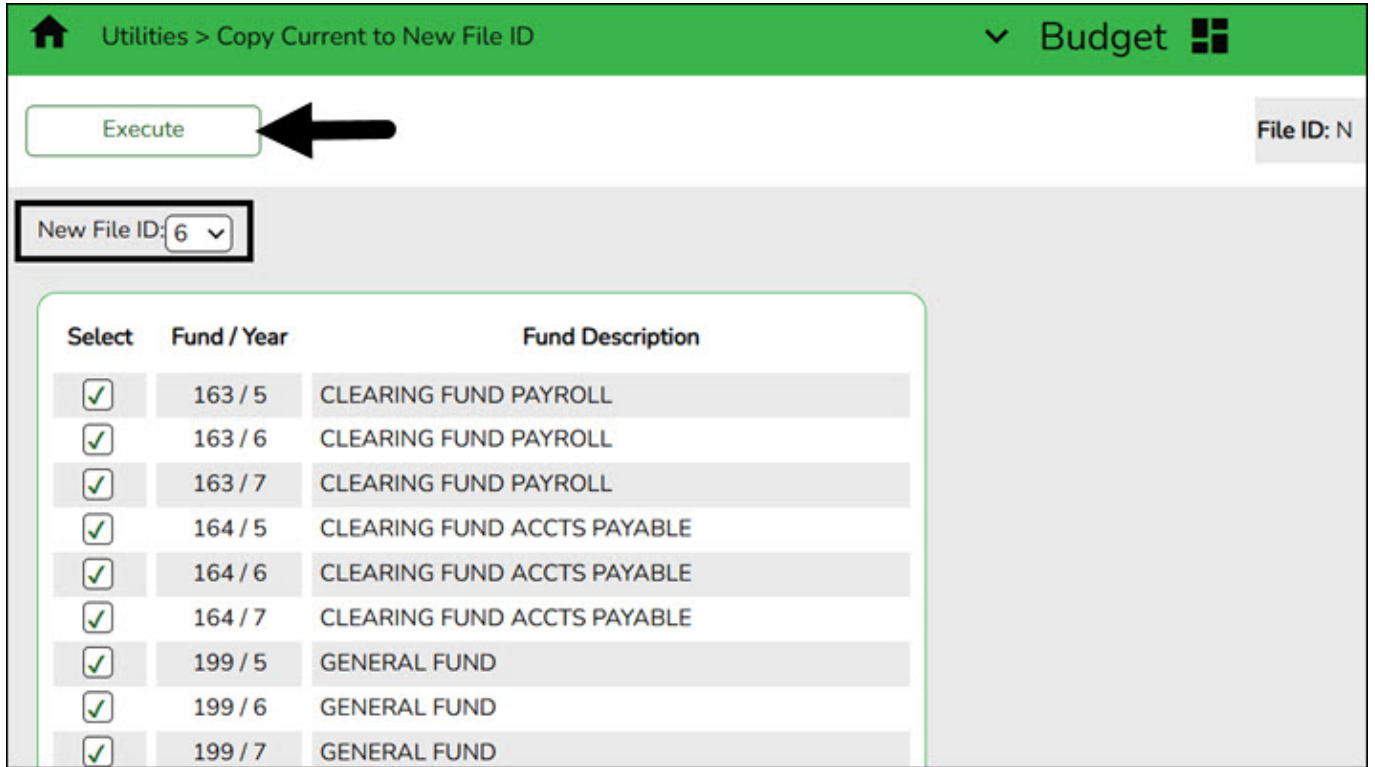 Utilities > Copy Current to New File ID
Budget
Execute
File ID: N
New File ID: 6
Select Fund / Year Fund Description
163 / 5 CLEARING FUND PAYROLL
163 / 6 CLEARING FUND PAYROLL
163 / 7 CLEARING FUND PAYROLL
164 / 5 CLEARING FUND ACCTS PAYABLE
164 / 6 CLEARING FUND ACCTS PAYABLE
164 / 7 CLEARING FUND ACCTS PAYABLE
199 / 5 GENERAL FUND
199 / 6 GENERAL FUND
199 / 7 GENERAL FUND